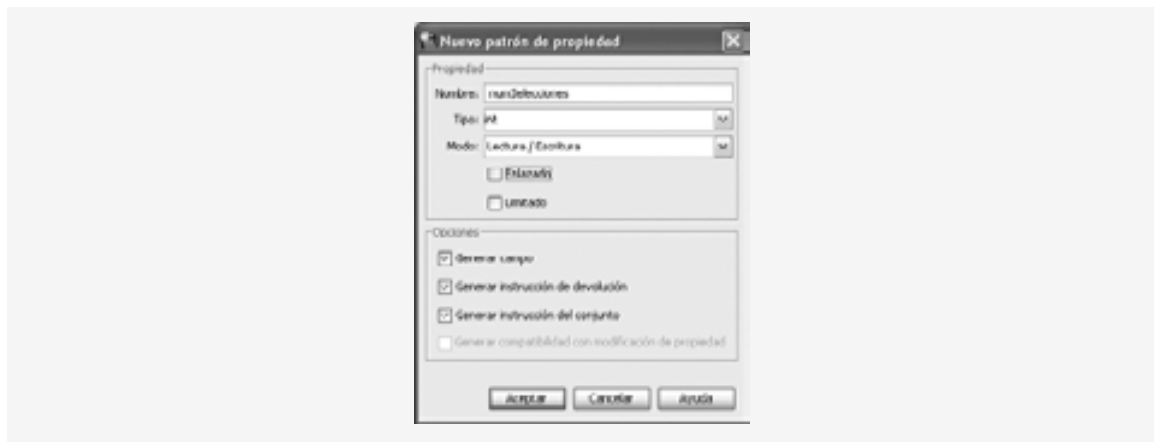 Nuevo patrón de propiedad
Propiedad
Nombre: numSelecciones
Tipo: int
Modo: Lectura / Escritura
Enlazado
Limitado
Opciones
Generar campo
Generar instrucción de devolución
Generar instrucción del conjunto
Generar compatibilidad con modificación de propiedad
Aceptar Cancelar Ayuda